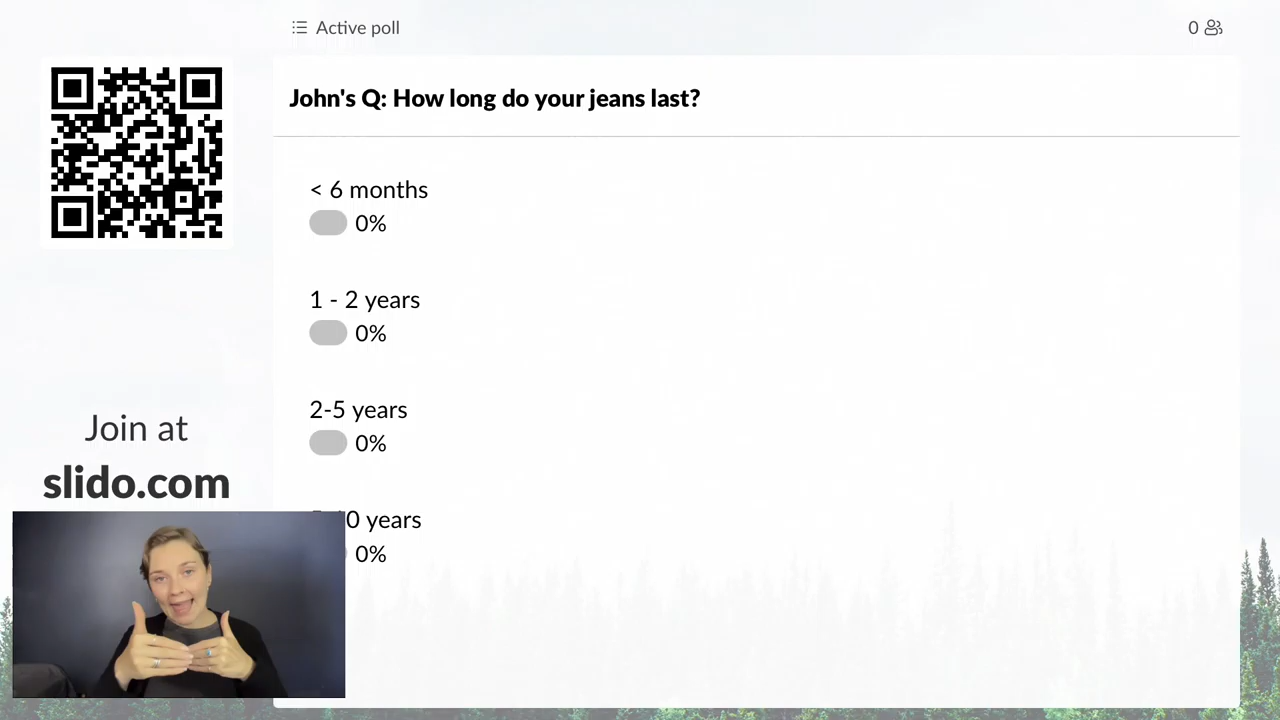 Active poll
0
John's Q: How long do your jeans last?
< 6 months
0%
1 - 2 years
0%
2-5 years
0%
0 years
0%
Join at
slido.com